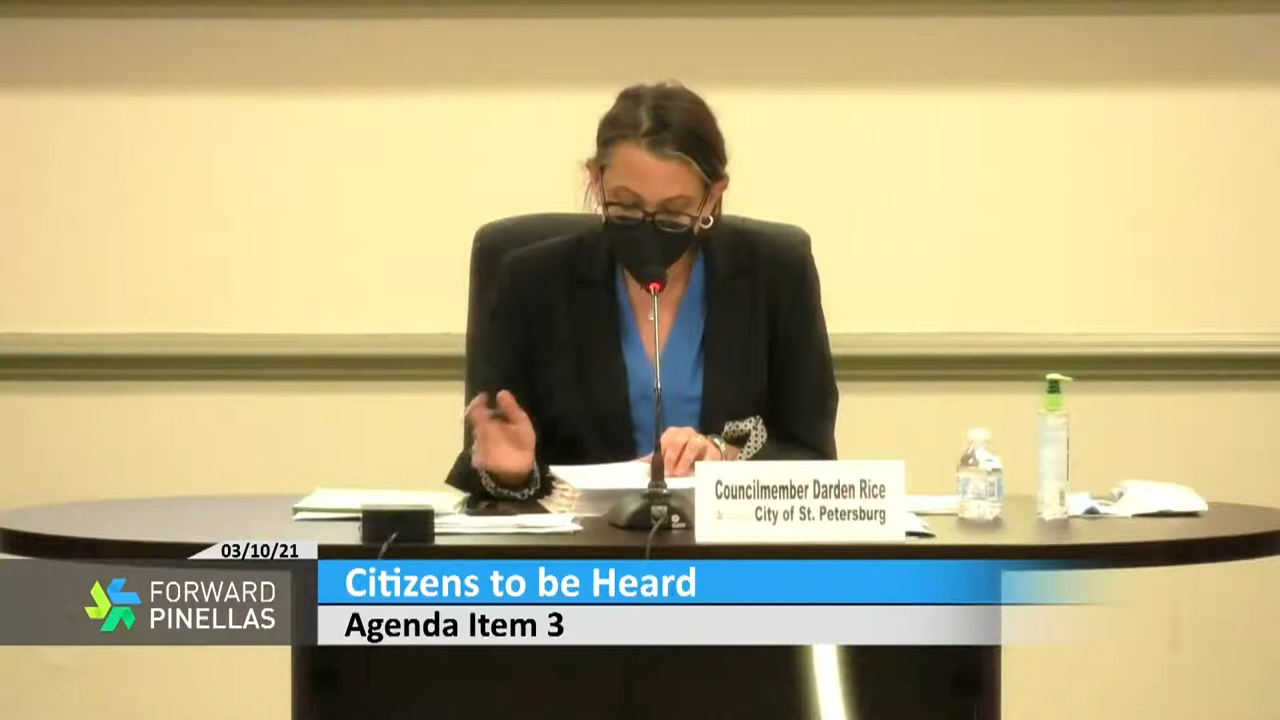 Councilmember Darden Rice
City of St. Petersburg
03/10/21
FORWARD
PINELLAS
Citizens to be Heard
Agenda Item 3